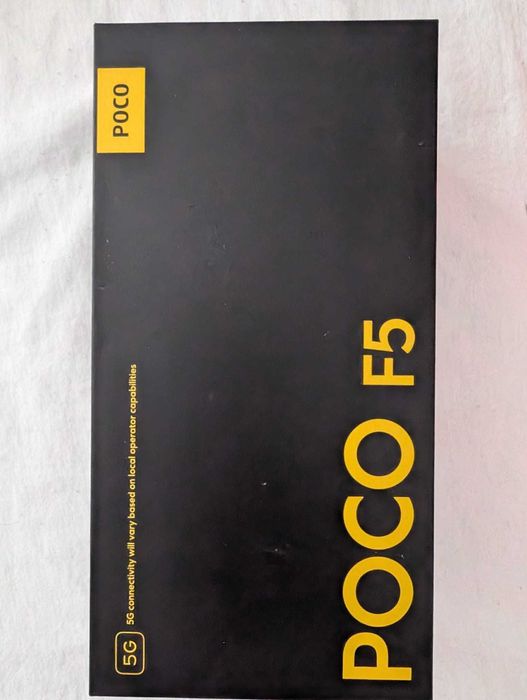 POCO
5G
5G connectivity will vary based on local operator capabilities
POCO F5